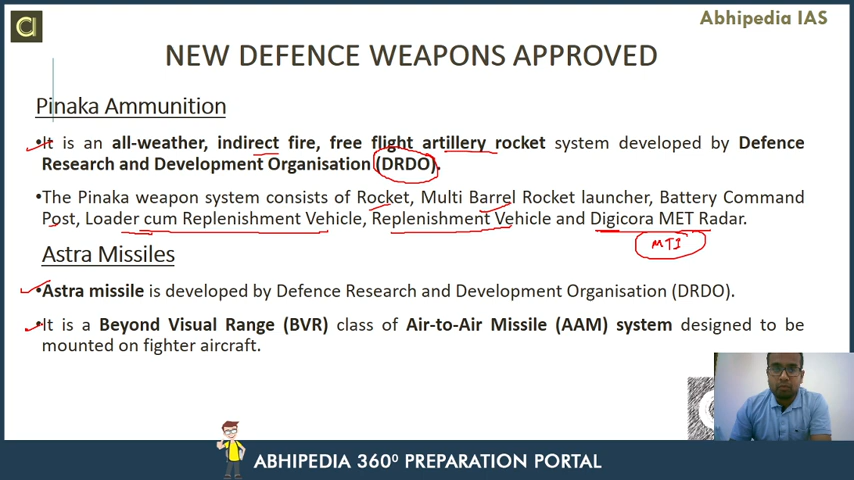 Abhipedia IAS
NEW DEFENCE WEAPONS APPROVED
Pinaka Ammunition
•It is an all-weather, indirect fire, free flight artillery rocket system developed by Defence
Research and Development Organisation (DRDO).
•The Pinaka weapon system consists of Rocket, Multi Barrel Rocket launcher, Battery Command
Post, Loader cum Replenishment Vehicle, Replenishment Vehicle and Digicora MET Radar.
MTI
Astra Missiles
•Astra missile is developed by Defence Research and Development Organisation (DRDO).
•It is a Beyond Visual Range (BVR) class of Air-to-Air Missile (AAM) system designed to be
mounted on fighter aircraft.
ABHIPEDIA 360⁰ PREPARATION PORTAL